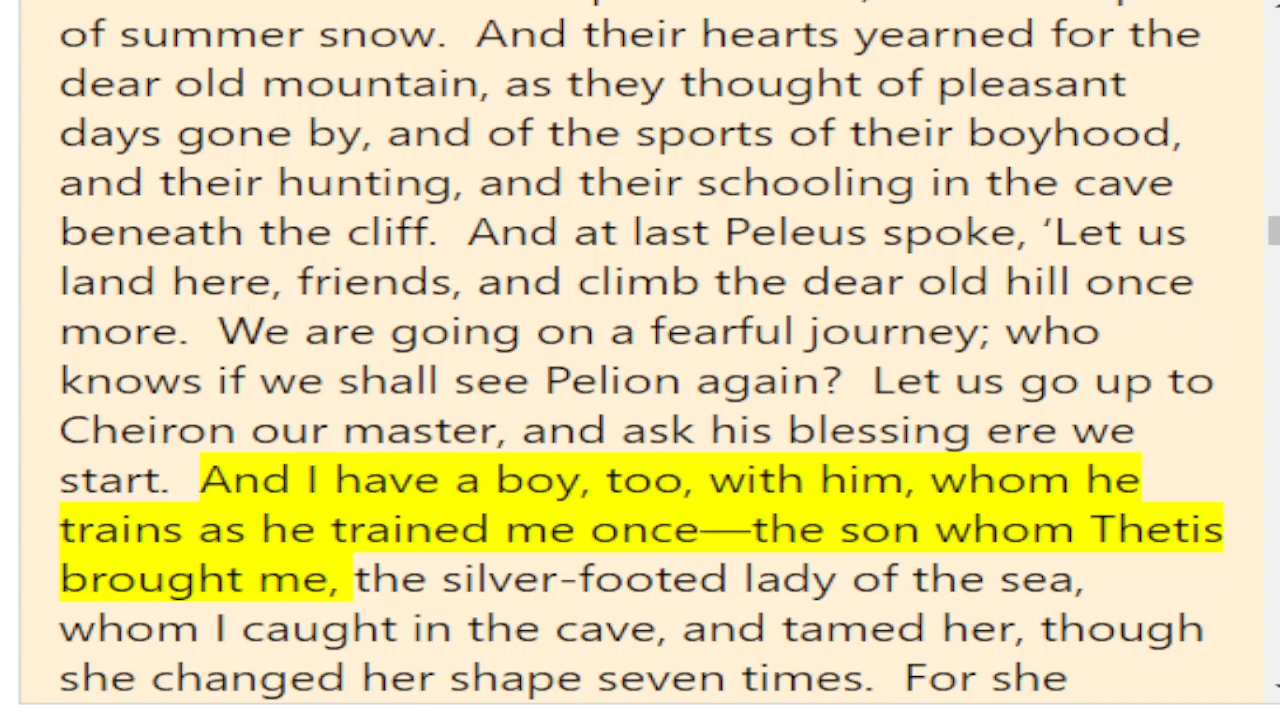 of summer snow.  And their hearts yearned for the
dear old mountain, as they thought of pleasant
days gone by, and of the sports of their boyhood,
and their hunting, and their schooling in the cave
beneath the cliff.  And at last Peleus spoke, ‘Let us
land here, friends, and climb the dear old hill once
more.  We are going on a fearful journey; who
knows if we shall see Pelion again?  Let us go up to
Cheiron our master, and ask his blessing ere we
start.  And I have a boy, too, with him, whom he
trains as he trained me once—the son whom Thetis
brought me, the silver-footed lady of the sea,
whom I caught in the cave, and tamed her, though
she changed her shape seven times.  For she